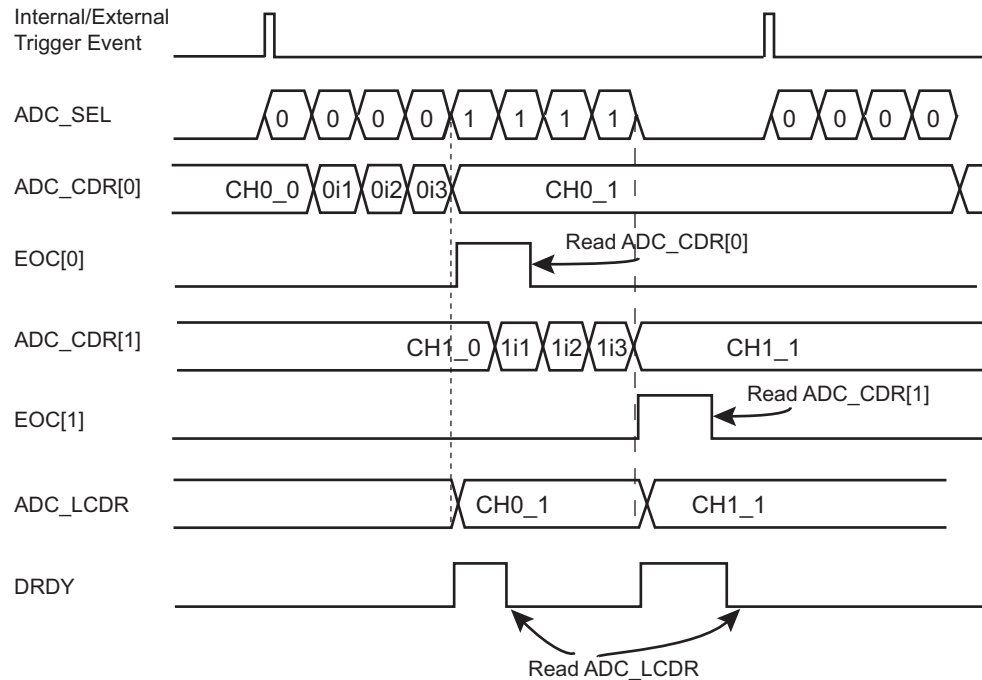 Internal/External
Trigger Event
ADC_SEL
0 0 0 0 1 1 1 1 0 0 0 0
ADC_CDR[0]
CH0_0 0i1 0i2 0i3 CH0_1
EOC[0]
Read ADC_CDR[0]
ADC_CDR[1]
CH1_0 1i1 1i2 1i3 CH1_1
EOC[1]
Read ADC_CDR[1]
ADC_LCDR
CH0_1 CH1_1
DRDY
Read ADC_LCDR